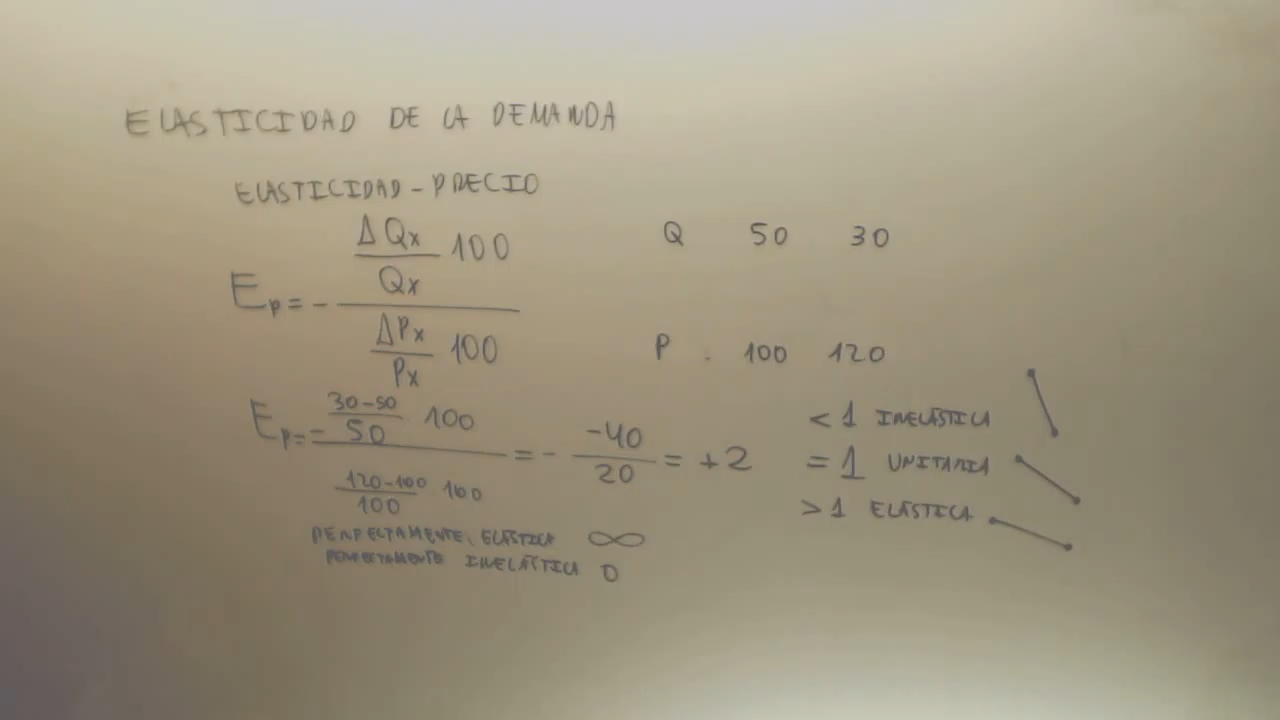 ELASTICIDAD DE LA DEMANDA
ELASTICIDAD - PRECIO
ΔQx
100
Qx
Ep = -
ΔPx
100
Px
Q 50 30
P : 100 120
Ep = -
30-50
100
50
120-100
100
100
= - -40
20
= +2
< 1 INELÁSTICA
= 1 UNITARIA
> 1 ELÁSTICA
PERFECTAMENTE ELÁSTICA ∞
PERFECTAMENTE INELÁSTICA 0